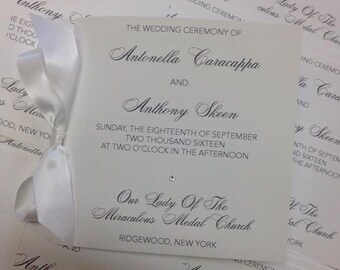 THE WEDDING CEREMONY OF
Antonella Caracappa
AND
Anthony Skeen
SUNDAY, THE EIGHTEENTH OF SEPTEMBER
TWO THOUSAND SIXTEEN
AT TWO O'CLOCK IN THE AFTERNOON
Our Lady Of The
Miraculous Medal Church
RIDGEWOOD, NEW YORK